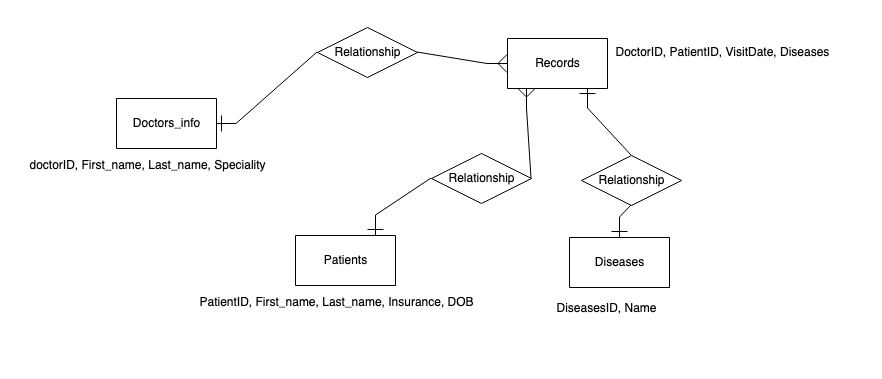 Relationship
Records
DoctorID, PatientID, VisitDate, Diseases
Doctors_info
doctorID, First_name, Last_name, Speciality
Relationship
Relationship
Patients
Diseases
PatientID, First_name, Last_name, Insurance, DOB
DiseasesID, Name